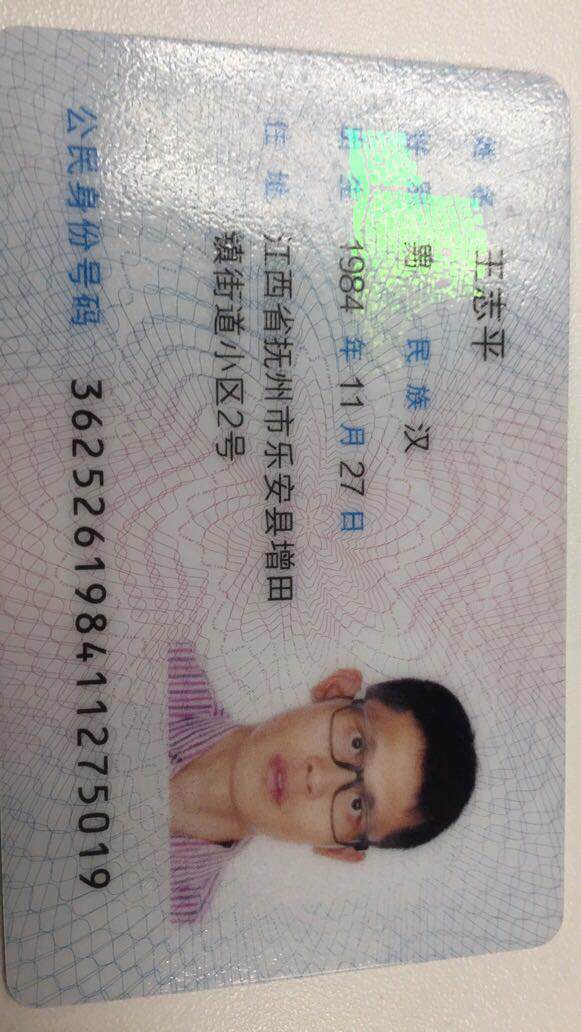 姓名 王志平
性别 男 民族 汉
出生 1984 年 11 月 27 日
住址 江西省抚州市乐安县增田
镇街道小区2号
公民身份号码 362526198411275019